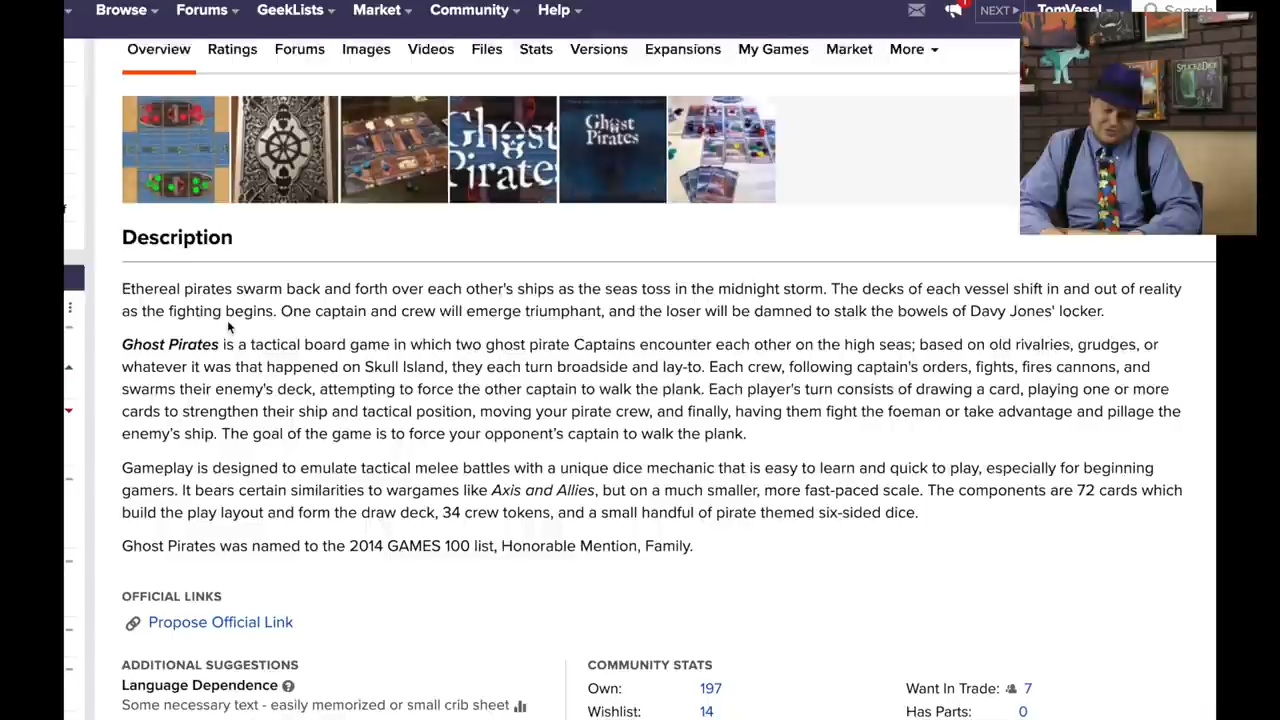 Browse Forums GeekLists Market Community Help NEXT TomVasel Search
Overview Ratings Forums Images Videos Files Stats Versions Expansions My Games Market More
Ghost
Pirates
Ghost
Pirates
SPLICE & DICE
Description
Ethereal pirates swarm back and forth over each other's ships as the seas toss in the midnight storm. The decks of each vessel shift in and out of reality
as the fighting begins. One captain and crew will emerge triumphant, and the loser will be damned to stalk the bowels of Davy Jones' locker.
Ghost Pirates is a tactical board game in which two ghost pirate Captains encounter each other on the high seas; based on old rivalries, grudges, or
whatever it was that happened on Skull Island, they each turn broadside and lay-to. Each crew, following captain's orders, fights, fires cannons, and
swarms their enemy's deck, attempting to force the other captain to walk the plank. Each player's turn consists of drawing a card, playing one or more
cards to strengthen their ship and tactical position, moving your pirate crew, and finally, having them fight the foeman or take advantage and pillage the
enemy's ship. The goal of the game is to force your opponent's captain to walk the plank.
Gameplay is designed to emulate tactical melee battles with a unique dice mechanic that is easy to learn and quick to play, especially for beginning
gamers. It bears certain similarities to wargames like Axis and Allies, but on a much smaller, more fast-paced scale. The components are 72 cards which
build the play layout and form the draw deck, 34 crew tokens, and a small handful of pirate themed six-sided dice.
Ghost Pirates was named to the 2014 GAMES 100 list, Honorable Mention, Family.
OFFICIAL LINKS
Propose Official Link
ADDITIONAL SUGGESTIONS
Language Dependence
Some necessary text - easily memorized or small crib sheet
COMMUNITY STATS
Own: 197 Want In Trade: 7
Wishlist: 14 Has Parts: 0